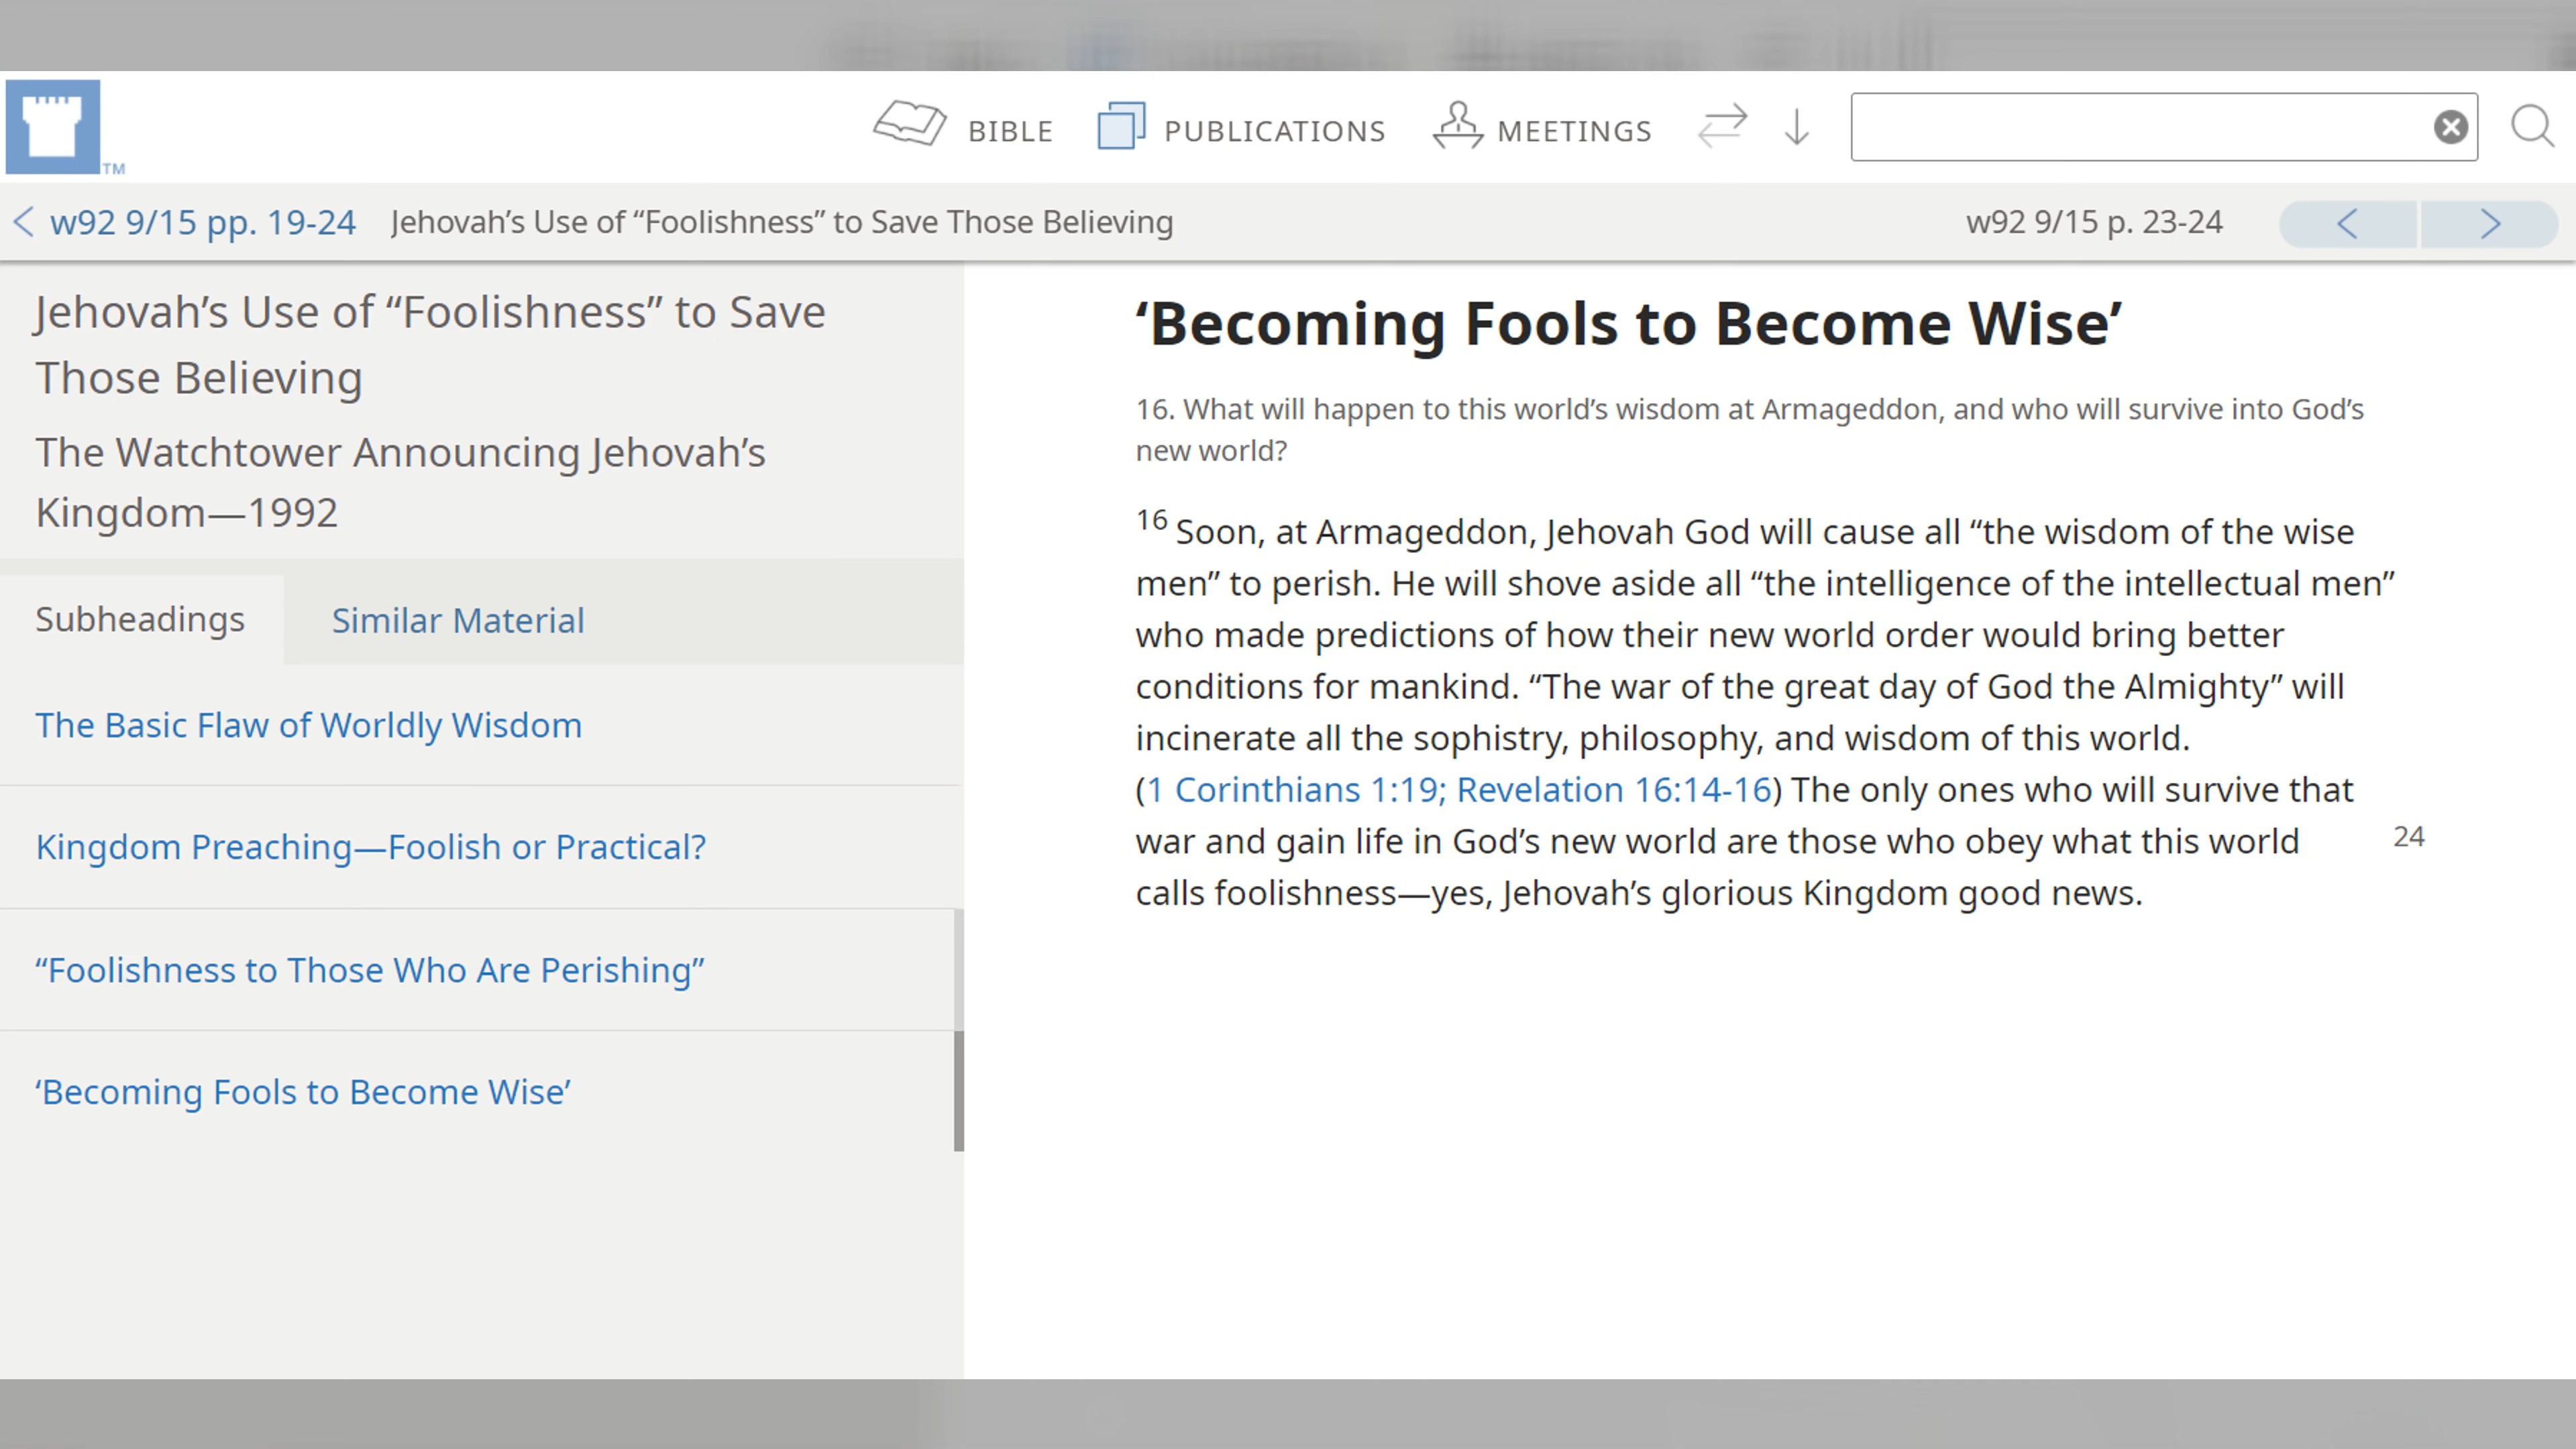 TM
BIBLE
PUBLICATIONS
MEETINGS
w92 9/15 pp. 19-24
Jehovah’s Use of “Foolishness” to Save Those Believing
w92 9/15 p. 23-24
Jehovah’s Use of “Foolishness” to Save
Those Believing
The Watchtower Announcing Jehovah’s
Kingdom—1992
Subheadings
Similar Material
The Basic Flaw of Worldly Wisdom
Kingdom Preaching—Foolish or Practical?
“Foolishness to Those Who Are Perishing”
‘Becoming Fools to Become Wise’
‘Becoming Fools to Become Wise’
16. What will happen to this world’s wisdom at Armageddon, and who will survive into God’s
new world?
16 Soon, at Armageddon, Jehovah God will cause all “the wisdom of the wise
men” to perish. He will shove aside all “the intelligence of the intellectual men”
who made predictions of how their new world order would bring better
conditions for mankind. “The war of the great day of God the Almighty” will
incinerate all the sophistry, philosophy, and wisdom of this world.
(1 Corinthians 1:19; Revelation 16:14-16) The only ones who will survive that
war and gain life in God’s new world are those who obey what this world
24
calls foolishness—yes, Jehovah’s glorious Kingdom good news.